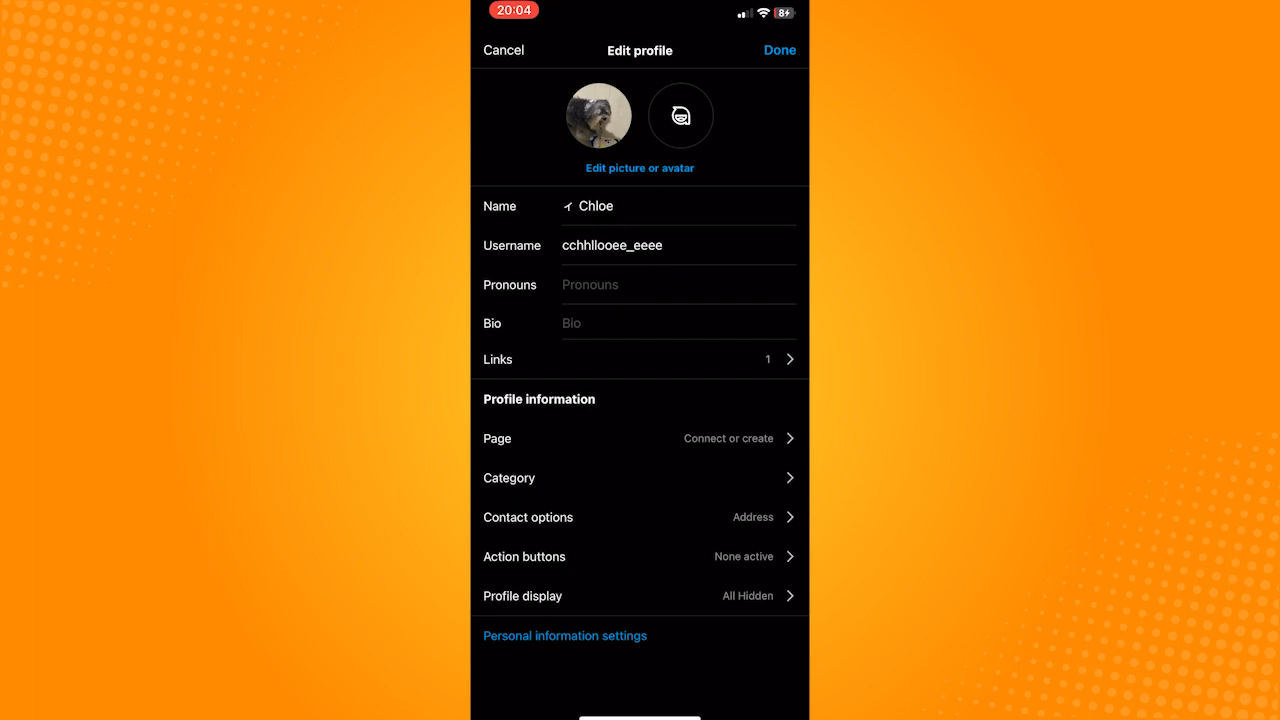 20:04
8
Cancel Edit profile Done
Edit picture or avatar
Name イ Chloe
Username cchhllooee_eeee
Pronouns Pronouns
Bio Bio
Links 1
Profile information
Page Connect or create
Category
Contact options Address
Action buttons None active
Profile display All Hidden
Personal information settings